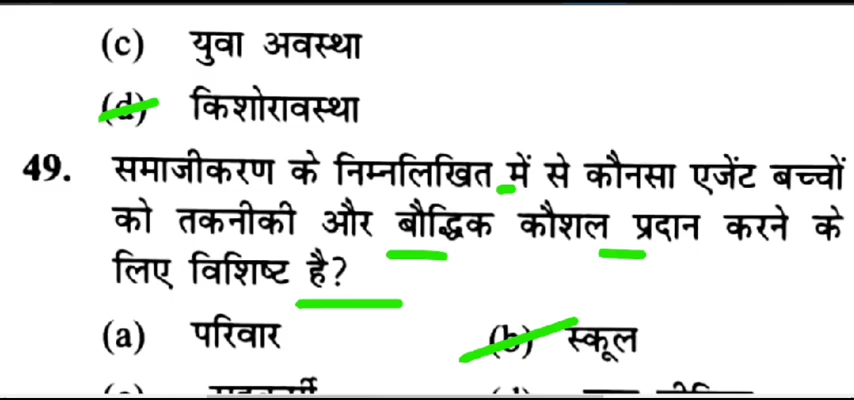 (c) युवा अवस्था
(d) किशोरावस्था
49. समाजीकरण के निम्नलिखित में से कौनसा एजेंट बच्चों
को तकनीकी और बौद्धिक कौशल प्रदान करने के
लिए विशिष्ट है?
(a) परिवार (b) स्कूल